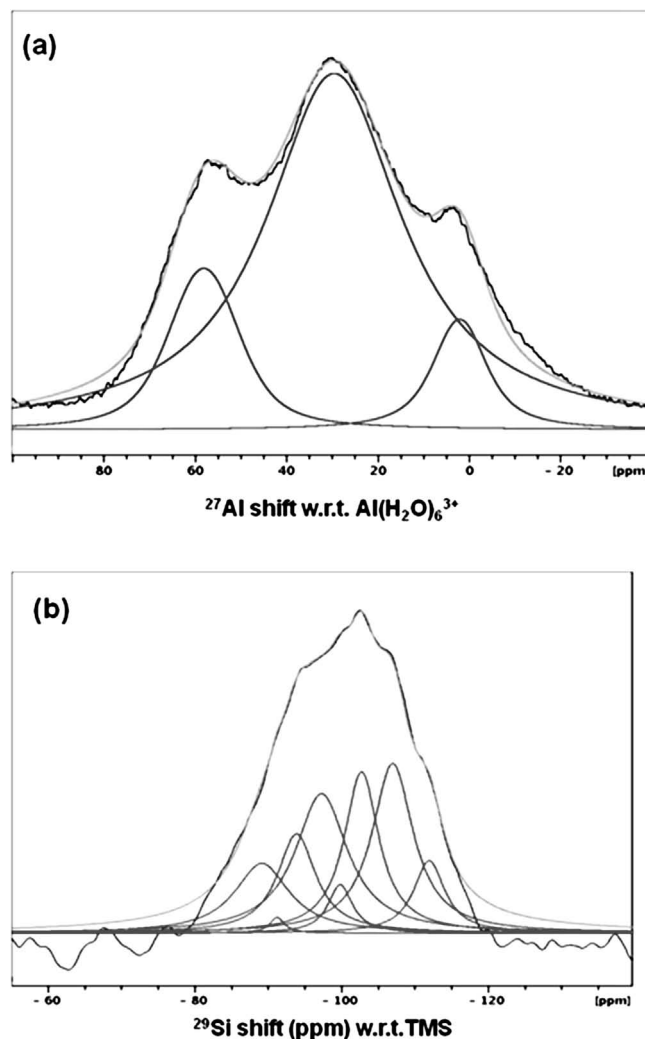 (a)
80 60 40 20 0 - 20 [ppm]
²⁷Al shift w.r.t. Al(H₂O)₆³⁺
(b)
- 60 - 80 - 100 - 120 [ppm]
²⁹Si shift (ppm) w.r.t.TMS